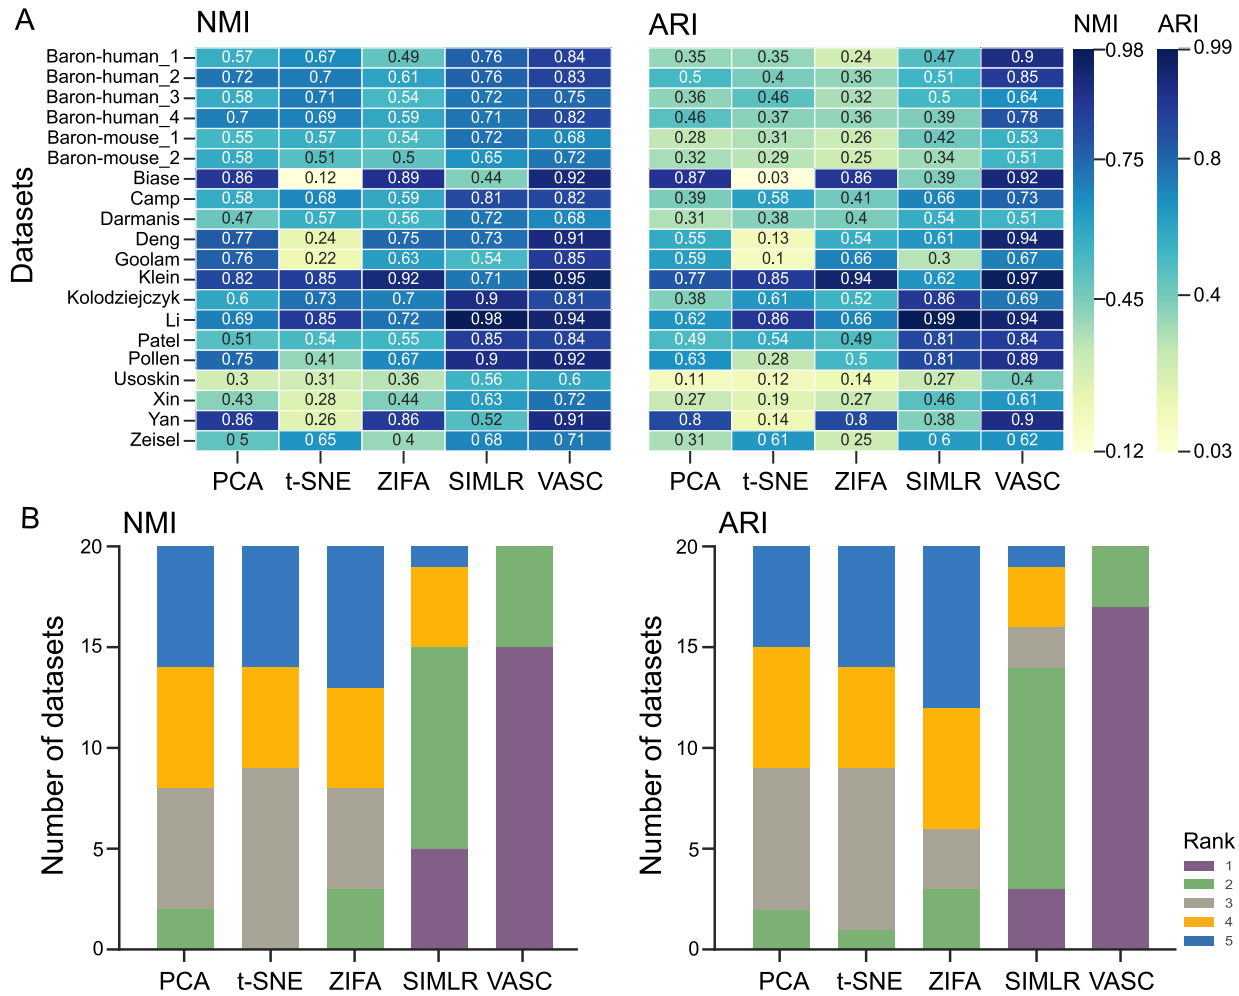 A
NMI
ARI
NMI ARI
Baron-human_1 0.57 0.67 0.49 0.76 0.84 0.35 0.35 0.24 0.47 0.9
Baron-human_2 0.72 0.7 0.61 0.76 0.83 0.5 0.4 0.36 0.51 0.85
Baron-human_3 0.58 0.71 0.54 0.72 0.75 0.36 0.46 0.32 0.5 0.64
Baron-human_4 0.7 0.69 0.59 0.71 0.82 0.46 0.37 0.36 0.39 0.78
Baron-mouse_1 0.55 0.57 0.54 0.72 0.68 0.28 0.31 0.26 0.42 0.53
Baron-mouse_2 0.58 0.51 0.5 0.65 0.72 0.32 0.29 0.25 0.34 0.51
Biase 0.86 0.12 0.89 0.44 0.92 0.87 0.03 0.86 0.39 0.92
Camp 0.58 0.68 0.59 0.81 0.82 0.39 0.58 0.41 0.66 0.73
Darmanis 0.47 0.57 0.56 0.72 0.68 0.31 0.38 0.4 0.54 0.51
Deng 0.77 0.24 0.75 0.73 0.91 0.55 0.13 0.54 0.61 0.94
Goolam 0.76 0.22 0.63 0.54 0.85 0.59 0.1 0.66 0.3 0.67
Klein 0.82 0.85 0.92 0.71 0.95 0.77 0.85 0.94 0.62 0.97
Kolodziejczyk 0.6 0.73 0.7 0.9 0.81 0.38 0.61 0.52 0.86 0.69
Li 0.69 0.85 0.72 0.98 0.94 0.62 0.86 0.66 0.99 0.94
Patel 0.51 0.54 0.55 0.85 0.84 0.49 0.54 0.49 0.81 0.84
Pollen 0.75 0.41 0.67 0.9 0.92 0.63 0.28 0.5 0.81 0.89
Usoskin 0.3 0.31 0.36 0.56 0.6 0.11 0.12 0.14 0.27 0.4
Xin 0.43 0.28 0.44 0.63 0.72 0.27 0.19 0.27 0.46 0.61
Yan 0.86 0.26 0.86 0.52 0.91 0.8 0.14 0.8 0.38 0.9
Zeisel 0.5 0.65 0.4 0.68 0.71 0.31 0.61 0.25 0.6 0.62
Datasets
PCA t-SNE ZIFA SIMLR VASC
PCA t-SNE ZIFA SIMLR VASC
0.98
0.75
0.45
0.12
0.99
0.8
0.4
0.03
B
NMI
20
15
10
5
0
Number of datasets
PCA t-SNE ZIFA SIMLR VASC
ARI
20
15
10
5
0
Number of datasets
PCA t-SNE ZIFA SIMLR VASC
Rank
1
2
3
4
5